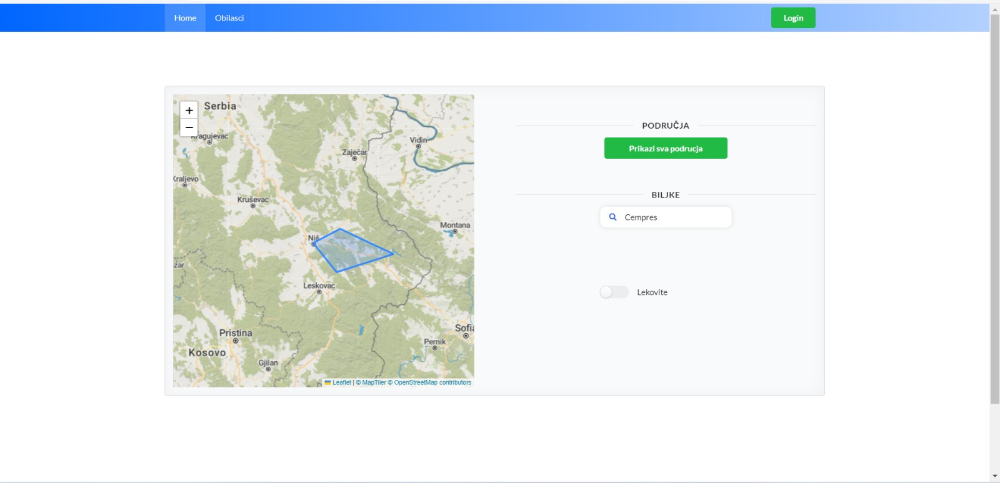 Home
Obilasci
Login
+
−
Serbia
Kragujevac
Zaječar
Vidin
Kraljevo
Kruševac
Montana
Niš
zar
Leskovac
Pristina
Sofia
Pernik
Kosovo
Gjilan
Leaflet | © MapTiler © OpenStreetMap contributors
PODRUČJA
Prikazi sva podrucja
BILJKE
Cempres
Lekovite